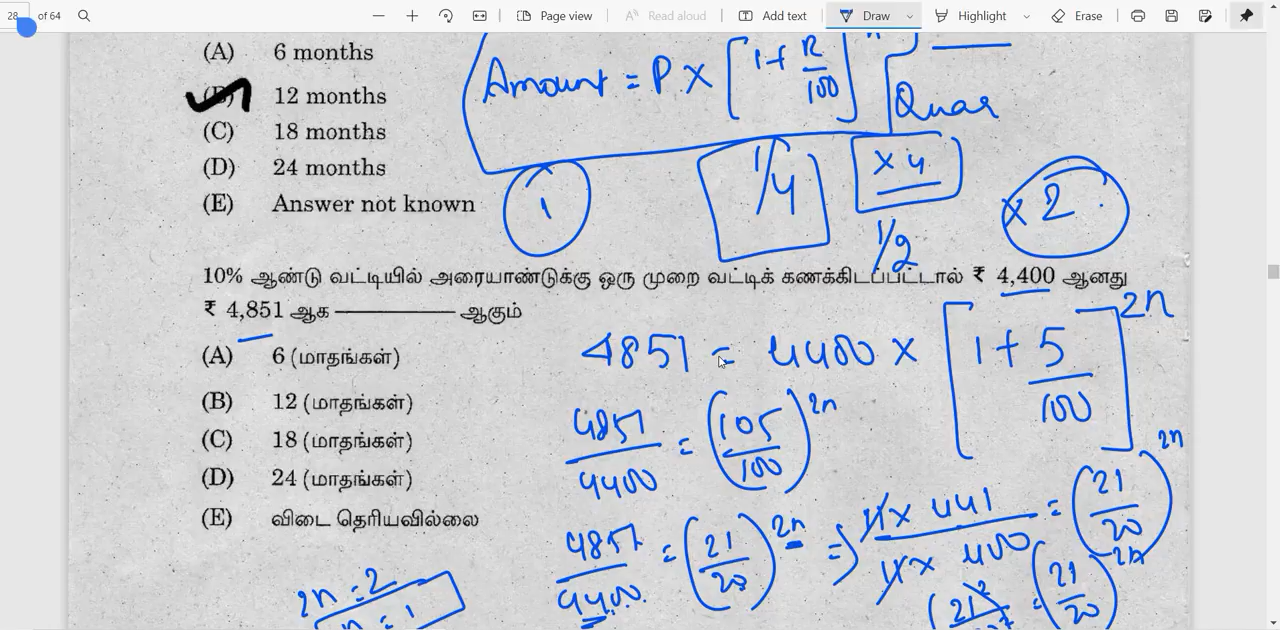 28 of 64
Page view
Read aloud
Add text
Draw
Highlight
Erase
(A) 6 months
(B) 12 months
(C) 18 months
(D) 24 months
(E) Answer not known
Amount = P × [1 + R/100]
Quar
1
1/4
× 4
1/2
× 2
10% ஆண்டு வட்டியில் அரையாண்டுக்கு ஒரு முறை வட்டிக் கணக்கிடப்பட்டால் ₹ 4,400 ஆனது
₹ 4,851 ஆக ———— ஆகும்
(A) 6 (மாதங்கள்)
(B) 12 (மாதங்கள்)
(C) 18 (மாதங்கள்)
(D) 24 (மாதங்கள்)
(E) விடை தெரியவில்லை
4851 = 4400 × [1 + 5/100]2n
4851/4400 = (105/100)2n
4851/4400 = (21/20)2n => 11 × 441/11 × 400 = (21/20)2n
= (21/20)2n
2n = 2